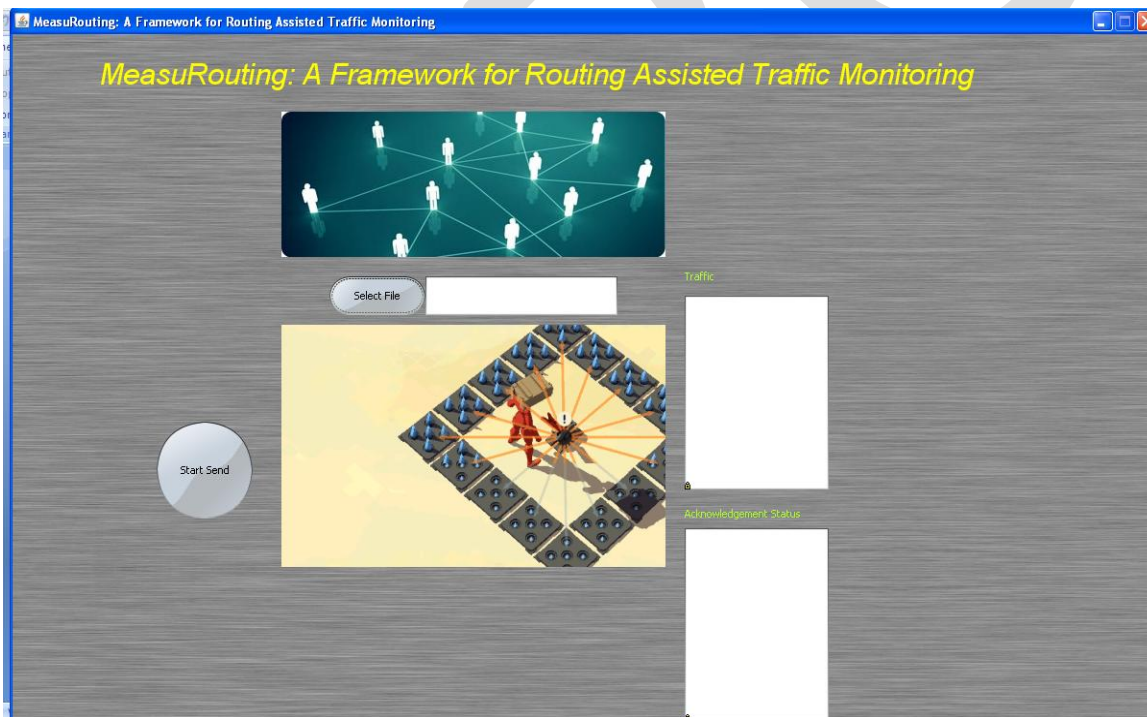 MeasuRouting: A Framework for Routing Assisted Traffic Monitoring
MeasuRouting: A Framework for Routing Assisted Traffic Monitoring
Select File
Traffic
Start Send
!
Acknowledgement Status